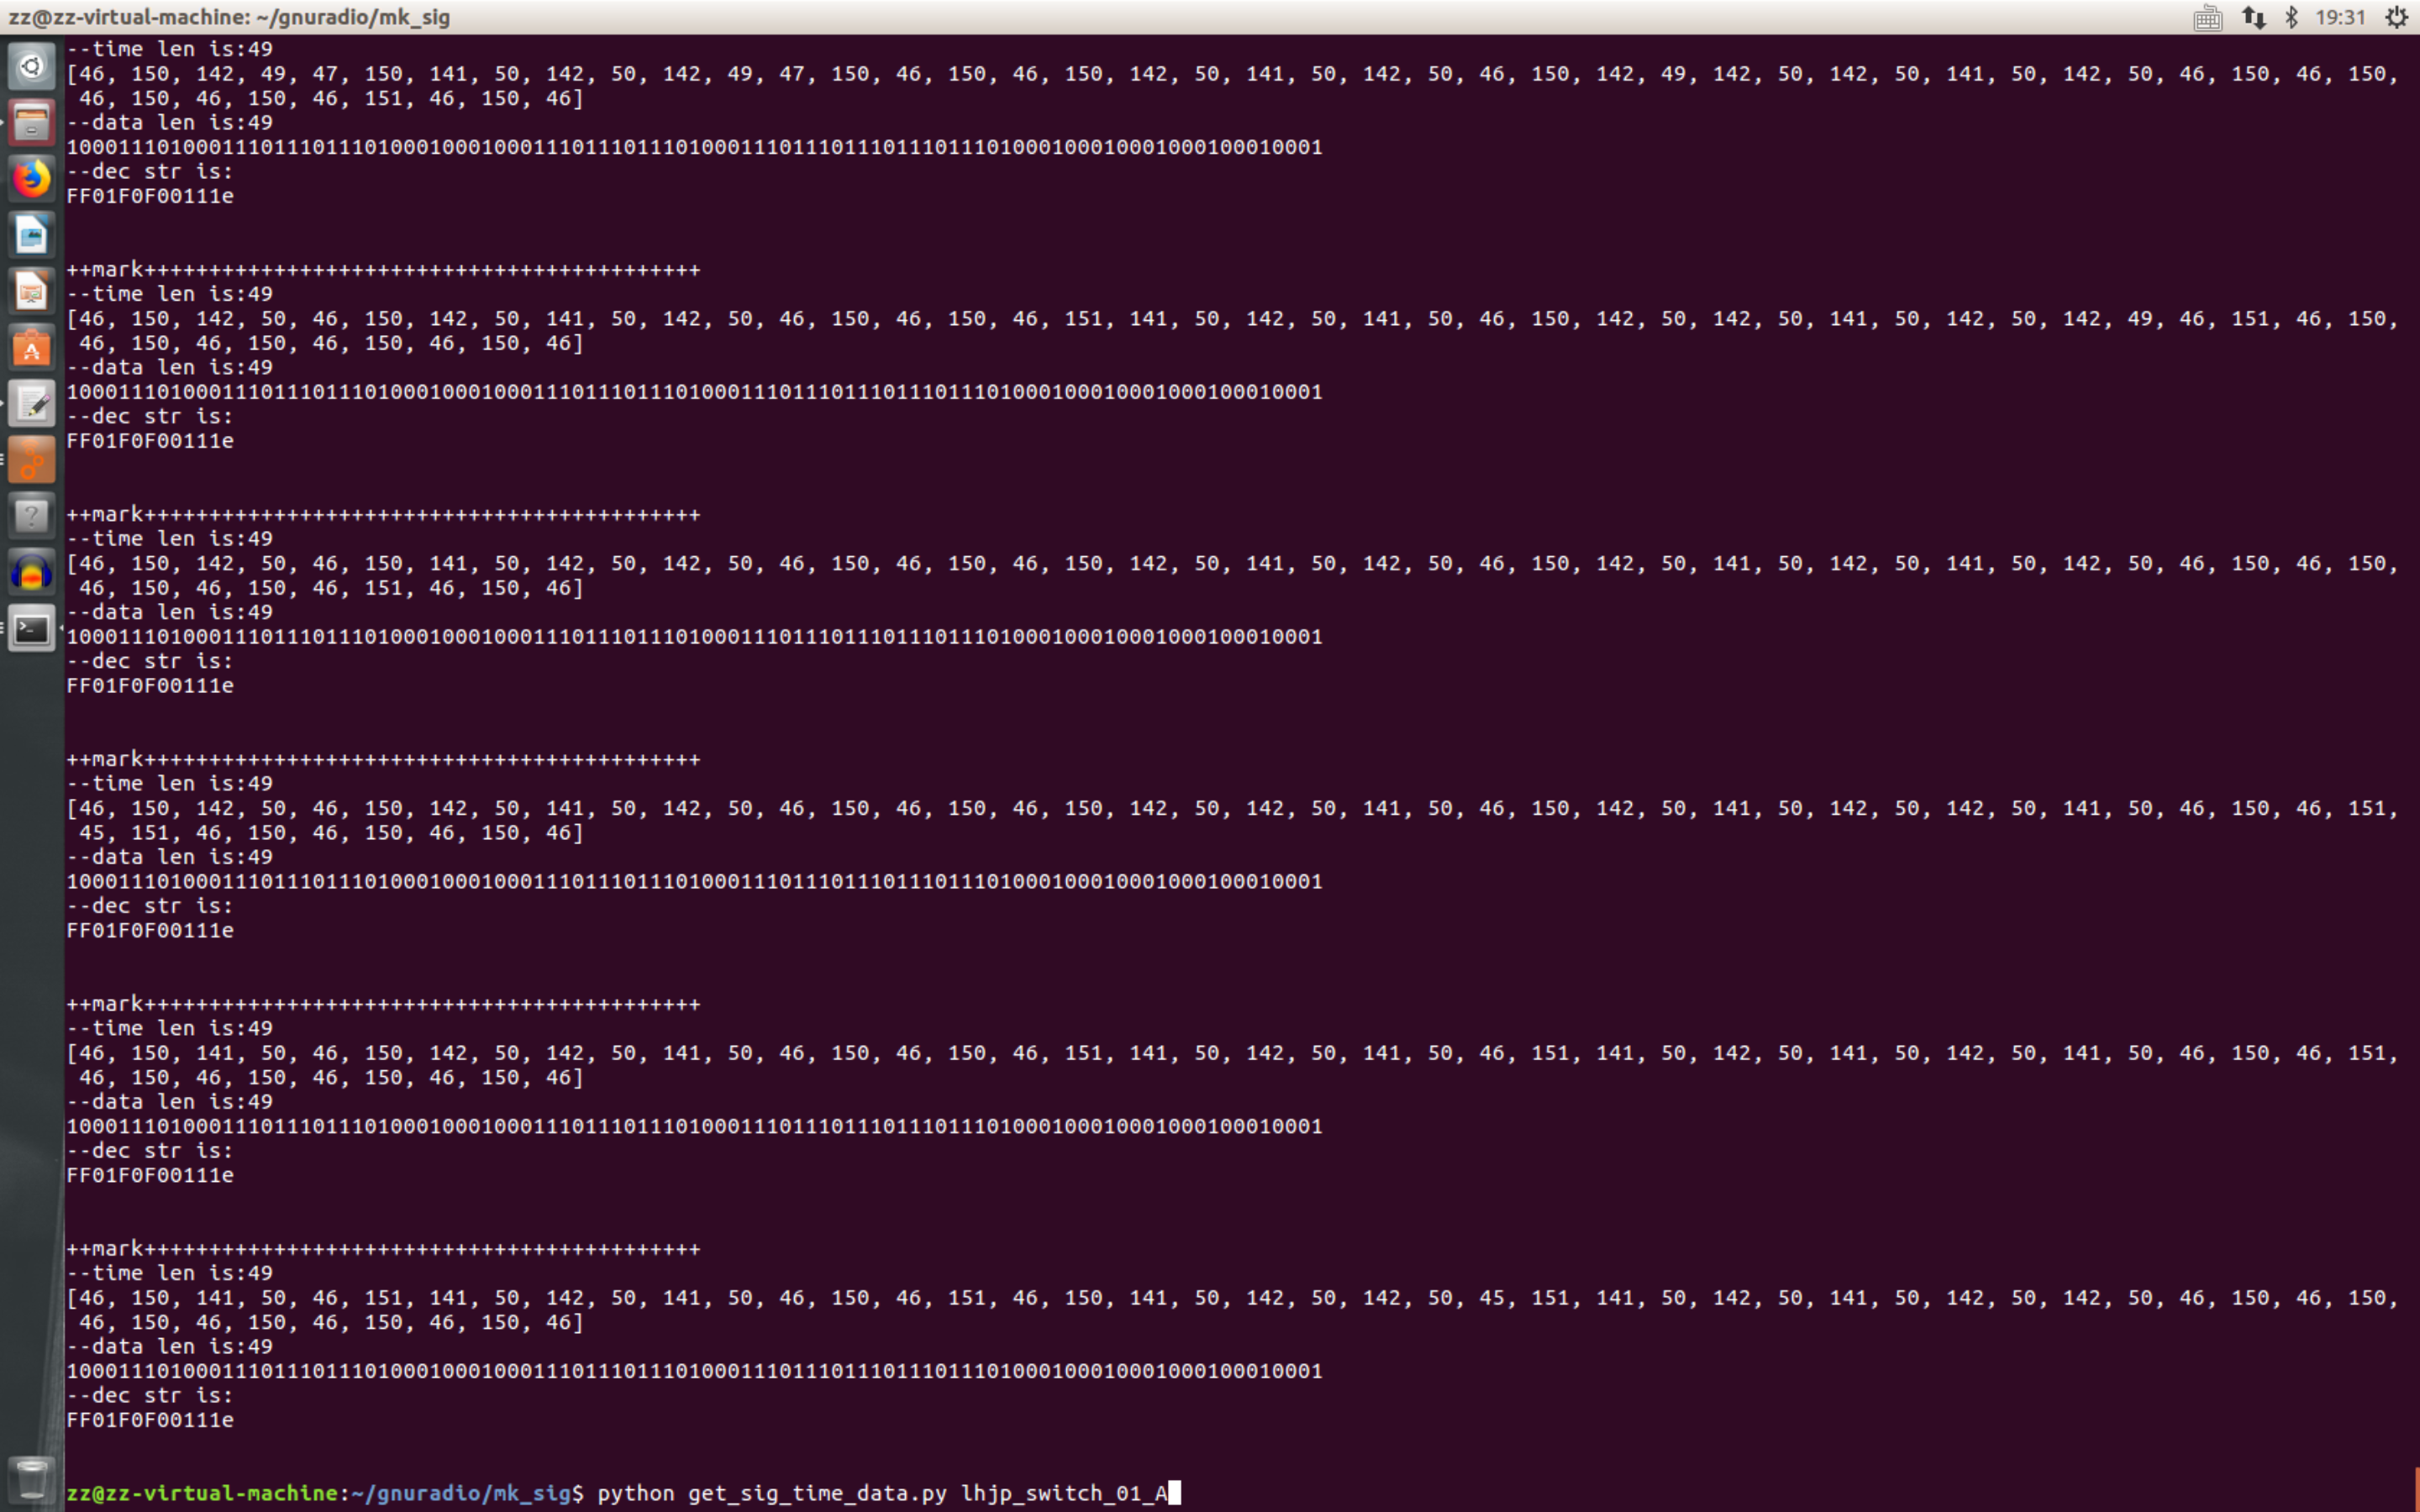 zz@zz-virtual-machine: ~/gnuradio/mk_sig
19:31
--time len is:49
[46, 150, 142, 49, 47, 150, 141, 50, 142, 50, 142, 49, 47, 150, 46, 150, 46, 150, 142, 50, 141, 50, 142, 50, 46, 150, 142, 49, 142, 50, 142, 50, 141, 50, 142, 50, 46, 150, 46, 150,
46, 150, 46, 150, 46, 151, 46, 150, 46]
--data len is:49
1000111010001110111011101000100010001110111011101000111011101110111011101000100010001000100010001
--dec str is:
FF01F0F00111e
++mark+++++++++++++++++++++++++++++++++++++++++++
--time len is:49
[46, 150, 142, 50, 46, 150, 142, 50, 141, 50, 142, 50, 46, 150, 46, 150, 46, 151, 141, 50, 142, 50, 141, 50, 46, 150, 142, 50, 142, 50, 141, 50, 142, 50, 142, 49, 46, 151, 46, 150,
46, 150, 46, 150, 46, 150, 46, 150, 46]
--data len is:49
1000111010001110111011101000100010001110111011101000111011101110111011101000100010001000100010001
--dec str is:
FF01F0F00111e
++mark+++++++++++++++++++++++++++++++++++++++++++
--time len is:49
[46, 150, 142, 50, 46, 150, 141, 50, 142, 50, 142, 50, 46, 150, 46, 150, 46, 150, 142, 50, 141, 50, 142, 50, 46, 150, 142, 50, 141, 50, 142, 50, 141, 50, 142, 50, 46, 150, 46, 150,
46, 150, 46, 150, 46, 151, 46, 150, 46]
--data len is:49
1000111010001110111011101000100010001110111011101000111011101110111011101000100010001000100010001
--dec str is:
FF01F0F00111e
++mark+++++++++++++++++++++++++++++++++++++++++++
--time len is:49
[46, 150, 142, 50, 46, 150, 142, 50, 141, 50, 142, 50, 46, 150, 46, 150, 46, 150, 142, 50, 142, 50, 141, 50, 46, 150, 142, 50, 141, 50, 142, 50, 142, 50, 141, 50, 46, 150, 46, 151,
45, 151, 46, 150, 46, 150, 46, 150, 46]
--data len is:49
1000111010001110111011101000100010001110111011101000111011101110111011101000100010001000100010001
--dec str is:
FF01F0F00111e
++mark+++++++++++++++++++++++++++++++++++++++++++
--time len is:49
[46, 150, 141, 50, 46, 150, 142, 50, 142, 50, 141, 50, 46, 150, 46, 150, 46, 151, 141, 50, 142, 50, 141, 50, 46, 151, 141, 50, 142, 50, 141, 50, 142, 50, 141, 50, 46, 150, 46, 151,
46, 150, 46, 150, 46, 150, 46, 150, 46]
--data len is:49
1000111010001110111011101000100010001110111011101000111011101110111011101000100010001000100010001
--dec str is:
FF01F0F00111e
++mark+++++++++++++++++++++++++++++++++++++++++++
--time len is:49
[46, 150, 141, 50, 46, 151, 141, 50, 142, 50, 141, 50, 46, 150, 46, 151, 46, 150, 141, 50, 142, 50, 142, 50, 45, 151, 141, 50, 142, 50, 141, 50, 142, 50, 142, 50, 46, 150, 46, 150,
46, 150, 46, 150, 46, 150, 46, 150, 46]
--data len is:49
1000111010001110111011101000100010001110111011101000111011101110111011101000100010001000100010001
--dec str is:
FF01F0F00111e
zz@zz-virtual-machine:~/gnuradio/mk_sig$ python get_sig_time_data.py lhjp_switch_01_A